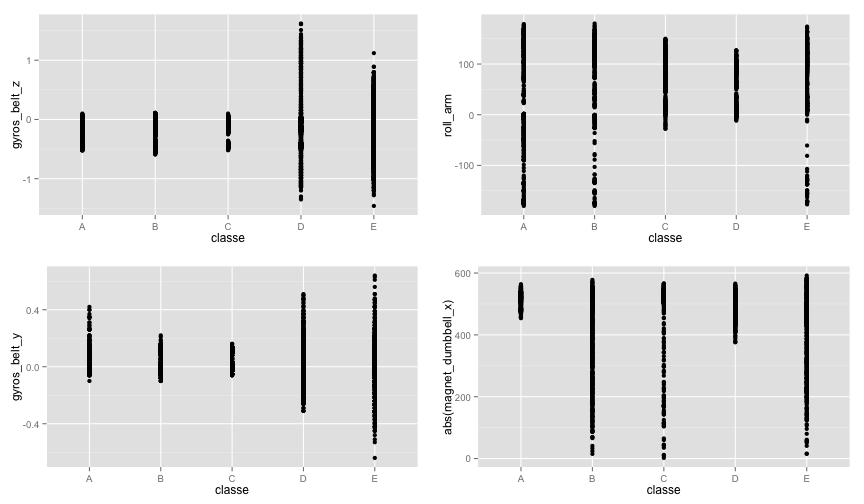 gyros_belt_z
1
0
-1
A B C D E
classe
roll_arm
100
0
-100
A B C D E
classe
gyros_belt_y
0.4
0.0
-0.4
A B C D E
classe
abs(magnet_dumbbell_x)
600
400
200
0
A B C D E
classe